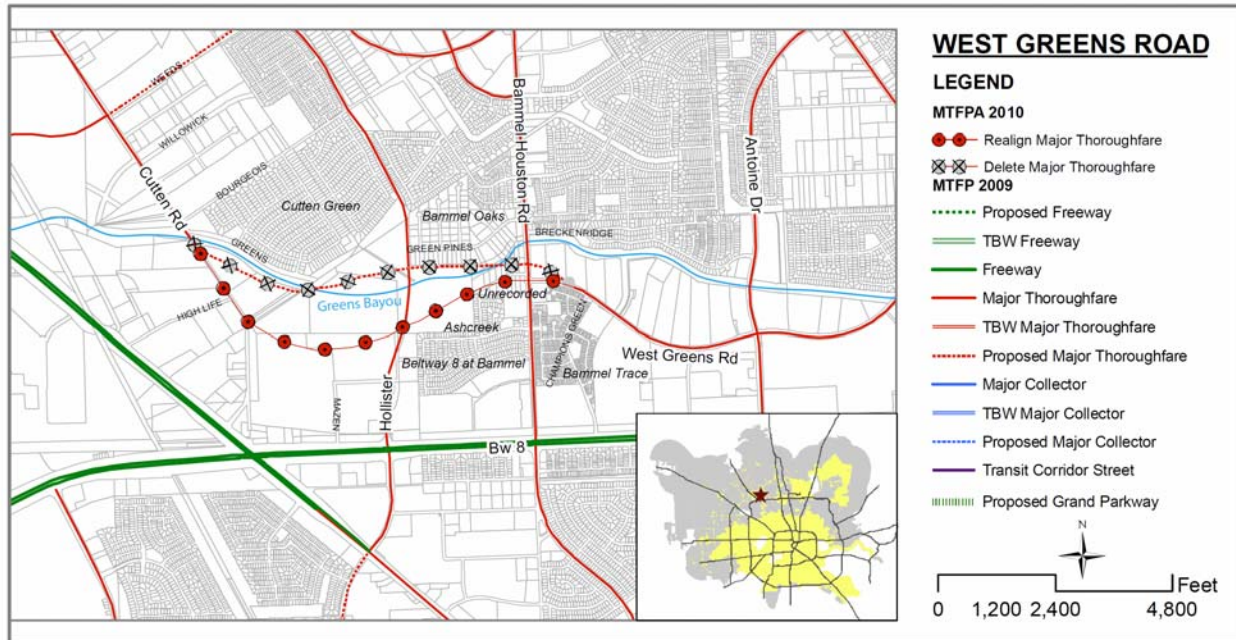 WEST GREENS ROAD
LEGEND
MTFPA 2010
Realign Major Thoroughfare
Delete Major Thoroughfare
MTFP 2009
Proposed Freeway
TBW Freeway
Freeway
Major Thoroughfare
TBW Major Thoroughfare
Proposed Major Thoroughfare
Major Collector
TBW Major Collector
Proposed Major Collector
Transit Corridor Street
Proposed Grand Parkway
N
Feet
0 1,200 2,400 4,800
WEEDS
WILLOWICK
BOURGEOIS
Cutten Rd
Cutten Green
Bammel Houston Rd
Antoine Dr
Bammel Oaks
BRECKENRIDGE
GREENS
GREEN PINES
Greens Bayou
HIGH LIFE
Unrecorded
Ashcreek
CHAMPIONS GREEN
West Greens Rd
Beltway 8 at Bammel
Bammel Trace
Hollister
MAZEN
BW 8